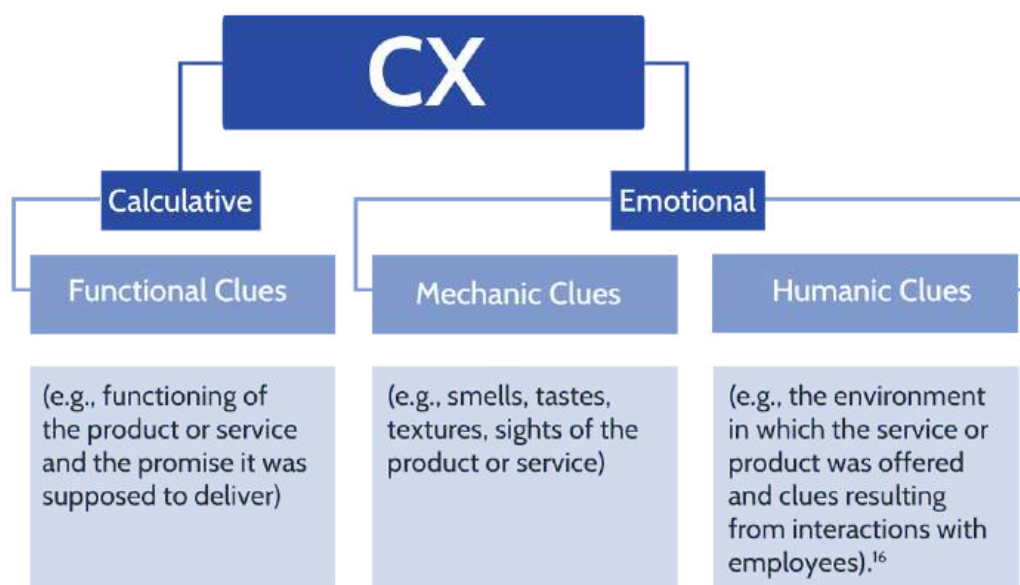 CX
Calculative
Emotional
Functional Clues
Mechanic Clues
Humanic Clues
(e.g., functioning of
the product or service
and the promise it was
supposed to deliver)
(e.g., smells, tastes,
textures, sights of the
product or service)
(e.g., the environment
in which the service or
product was offered
and clues resulting
from interactions with
employees).¹⁶